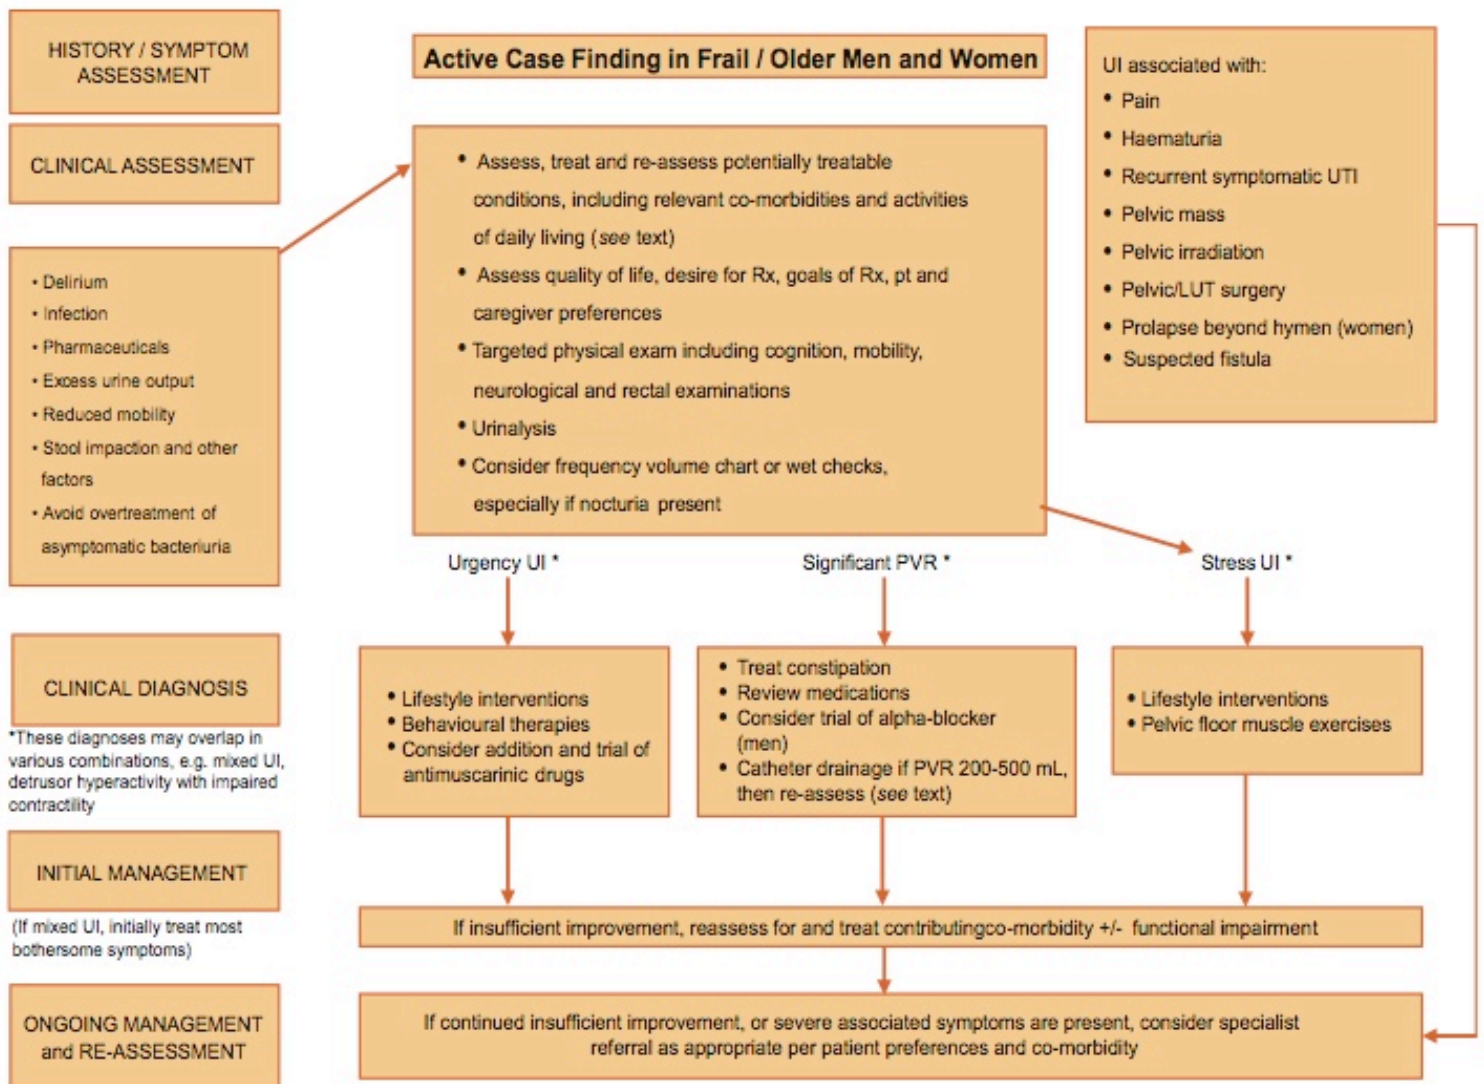 HISTORY / SYMPTOM
ASSESSMENT
CLINICAL ASSESSMENT
• Delirium
• Infection
• Pharmaceuticals
• Excess urine output
• Reduced mobility
• Stool impaction and other
factors
• Avoid overtreatment of
asymptomatic bacteriuria
Active Case Finding in Frail / Older Men and Women
• Assess, treat and re-assess potentially treatable
conditions, including relevant co-morbidities and activities
of daily living (see text)
• Assess quality of life, desire for Rx, goals of Rx, pt and
caregiver preferences
• Targeted physical exam including cognition, mobility,
neurological and rectal examinations
• Urinalysis
• Consider frequency volume chart or wet checks,
especially if nocturia present
UI associated with:
• Pain
• Haematuria
• Recurrent symptomatic UTI
• Pelvic mass
• Pelvic irradiation
• Pelvic/LUT surgery
• Prolapse beyond hymen (women)
• Suspected fistula
Urgency UI *
Significant PVR *
Stress UI *
CLINICAL DIAGNOSIS
*These diagnoses may overlap in
various combinations, e.g. mixed UI,
detrusor hyperactivity with impaired
contractility
• Lifestyle interventions
• Behavioural therapies
• Consider addition and trial of
antimuscarinic drugs
• Treat constipation
• Review medications
• Consider trial of alpha-blocker
(men)
• Catheter drainage if PVR 200-500 mL,
then re-assess (see text)
• Lifestyle interventions
• Pelvic floor muscle exercises
INITIAL MANAGEMENT
(If mixed UI, initially treat most
bothersome symptoms)
If insufficient improvement, reassess for and treat contributingco-morbidity +/- functional impairment
ONGOING MANAGEMENT
and RE-ASSESSMENT
If continued insufficient improvement, or severe associated symptoms are present, consider specialist
referral as appropriate per patient preferences and co-morbidity